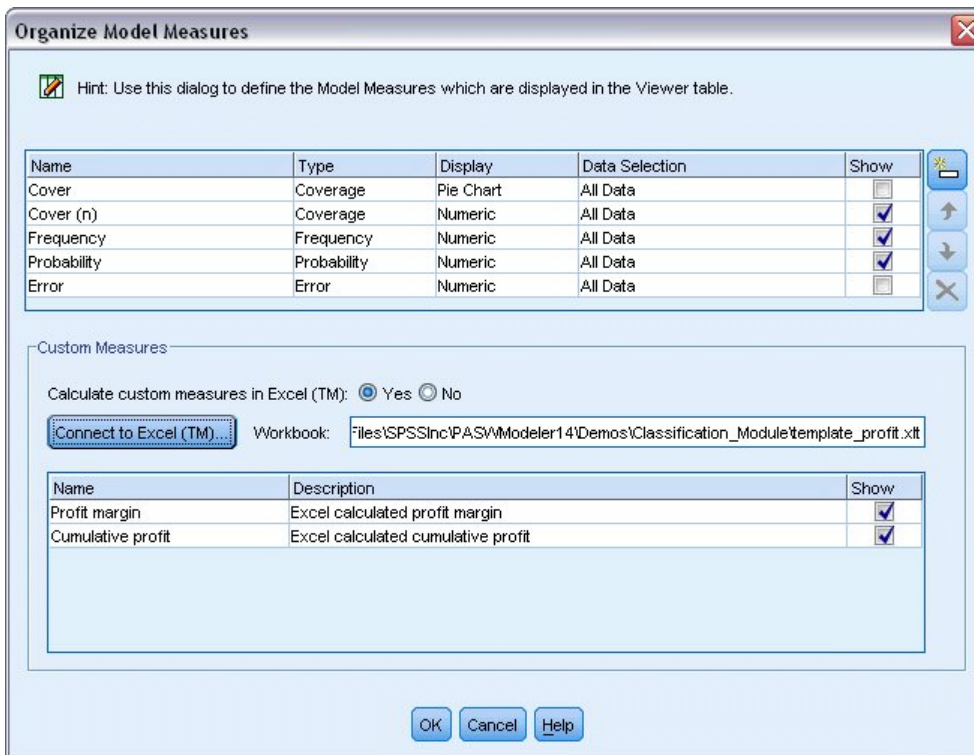 Organize Model Measures
Hint: Use this dialog to define the Model Measures which are displayed in the Viewer table.
Name Type Display Data Selection Show
Cover Coverage Pie Chart All Data
Cover (n) Coverage Numeric All Data
Frequency Frequency Numeric All Data
Probability Probability Numeric All Data
Error Error Numeric All Data
Custom Measures
Calculate custom measures in Excel (TM): Yes No
Connect to Excel (TM)... Workbook: Files\SPSSInc\PASWModeler14\Demos\Classification_Module\template_profit.xlt
Name Description Show
Profit margin Excel calculated profit margin
Cumulative profit Excel calculated cumulative profit
OK Cancel Help